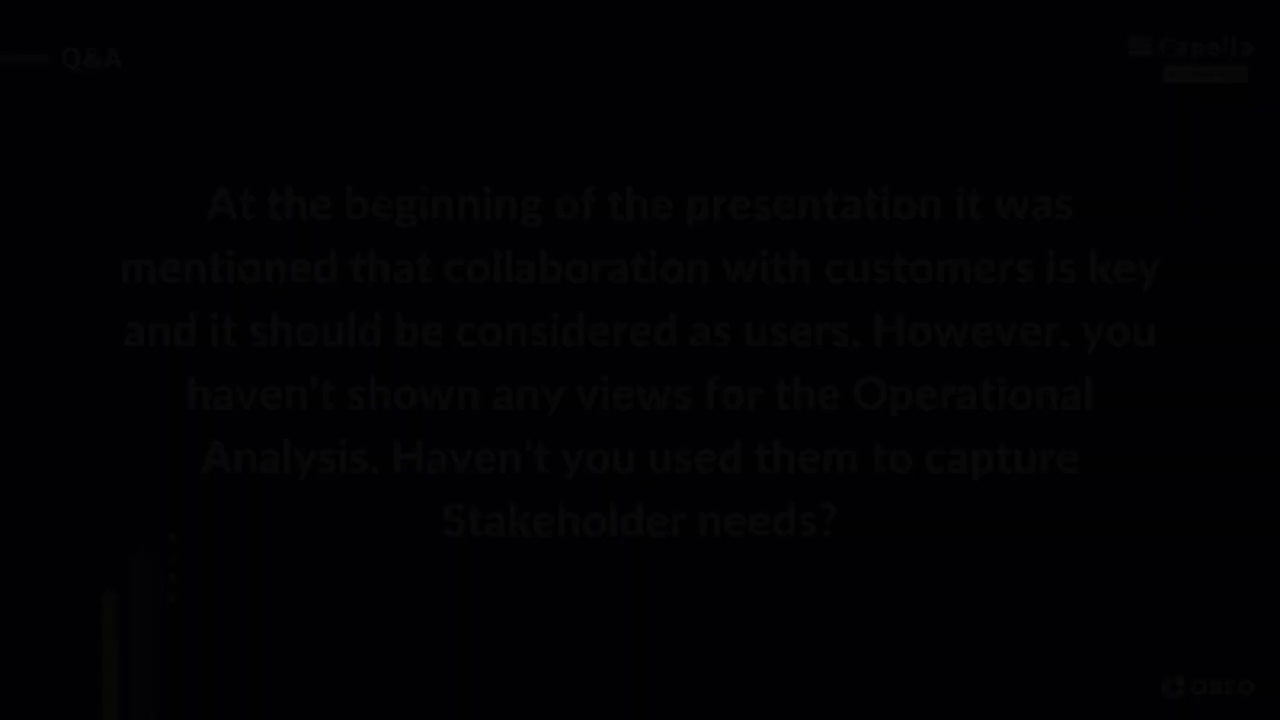 Q&A
Capella
At the beginning of the presentation it was
mentioned that collaboration with customers is key
and it should be considered as users. However, you
haven't shown any views for the Operational
Analysis. Haven't you used them to capture
Stakeholder needs?
OBEO